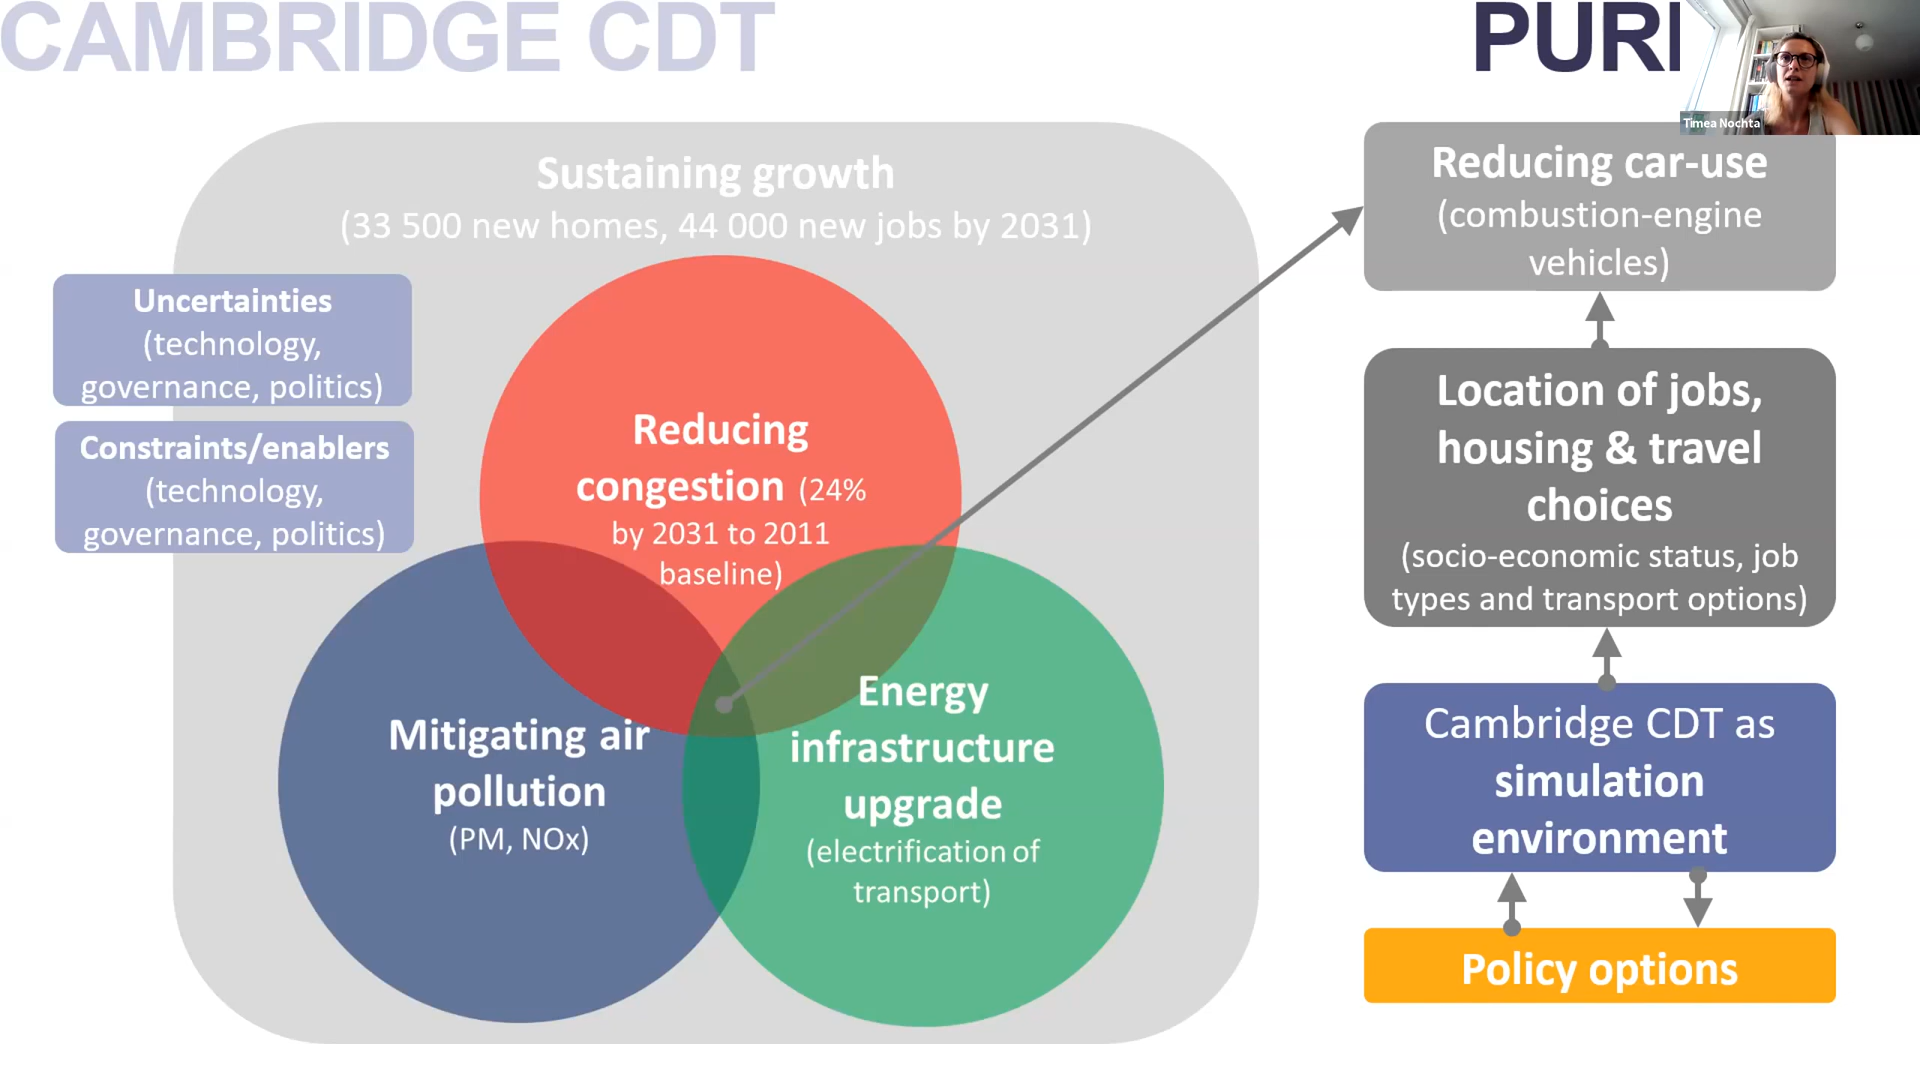 CAMBRIDGE CDT
Timea Nochta
Sustaining growth
(33 500 new homes, 44 000 new jobs by 2031)
Uncertainties
(technology,
governance, politics)
Constraints/enablers
(technology,
governance, politics)
Reducing
congestion (24%
by 2031 to 2011
baseline)
Mitigating air
pollution
(PM, NOx)
Energy
infrastructure
upgrade
(electrification of
transport)
Reducing car-use
(combustion-engine
vehicles)
Location of jobs,
housing & travel
choices
(socio-economic status, job
types and transport options)
Cambridge CDT as
simulation
environment
Policy options